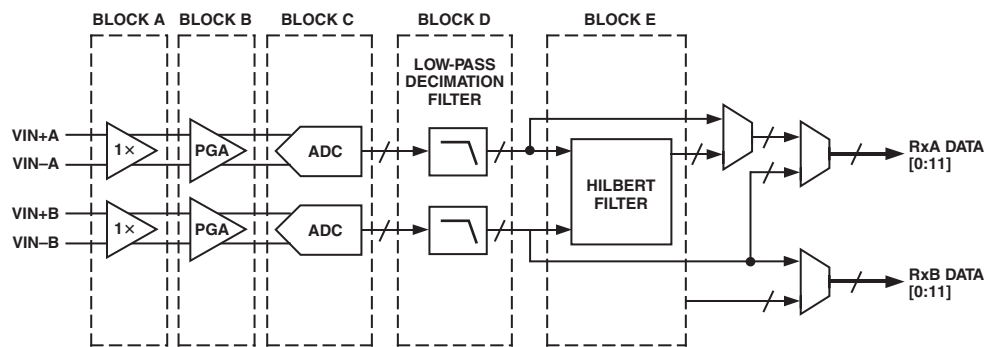 BLOCK A
BLOCK B
BLOCK C
BLOCK D
BLOCK E
LOW-PASS
DECIMATION
FILTER
VIN+A
VIN–A
1×
PGA
ADC
HILBERT
FILTER
RxA DATA
[0:11]
VIN+B
VIN–B
1×
PGA
ADC
RxB DATA
[0:11]